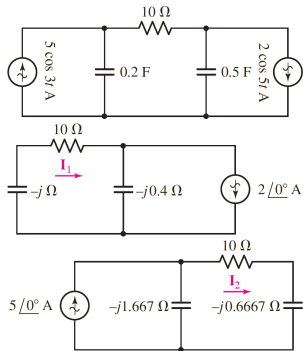 10 Ω
5 cos 3t A
0.2 F
0.5 F
2 cos 5t A
10 Ω
I₁
–j Ω
–j0.4 Ω
2/0° A
10 Ω
I₂
5/0° A
–j1.667 Ω
–j0.6667 Ω